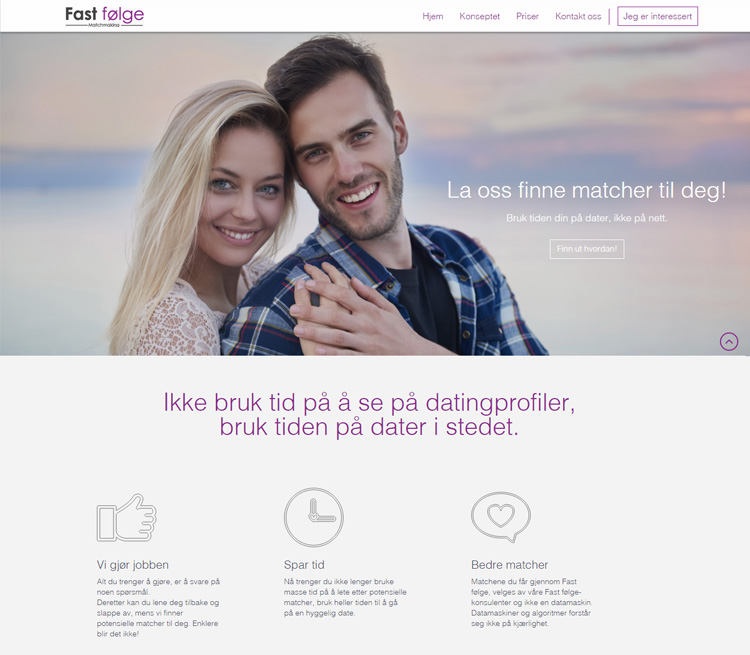 Fast følge
Matchmaking
Hjem Konseptet Priser Kontakt oss Jeg er interessert
La oss finne matcher til deg!
Bruk tiden din på dater, ikke på nett.
Finn ut hvordan!
Ikke bruk tid på å se på datingprofiler,
bruk tiden på dater i stedet.
Vi gjør jobben
Alt du trenger å gjøre, er å svare på
noen spørsmål.
Deretter kan du lene deg tilbake og
slappe av, mens vi finner
potensielle matcher til deg. Enklere
blir det ikke!
Spar tid
Nå trenger du ikke lenger bruke
masse tid på å lete etter potensielle
matcher, bruk heller tiden til å gå
på en hyggelig date.
Bedre matcher
Matchene du får gjennom Fast
følge, velges av våre Fast følge-
konsulenter og ikke en datamaskin.
Datamaskiner og algoritmer forstår
seg ikke på kjærlighet.